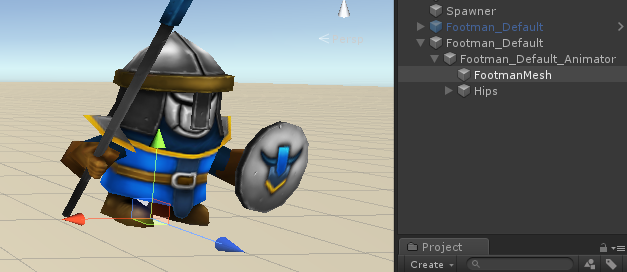 Spawner
Footman_Default
Footman_Default
Footman_Default_Animator
FootmanMesh
Hips
Project
Create